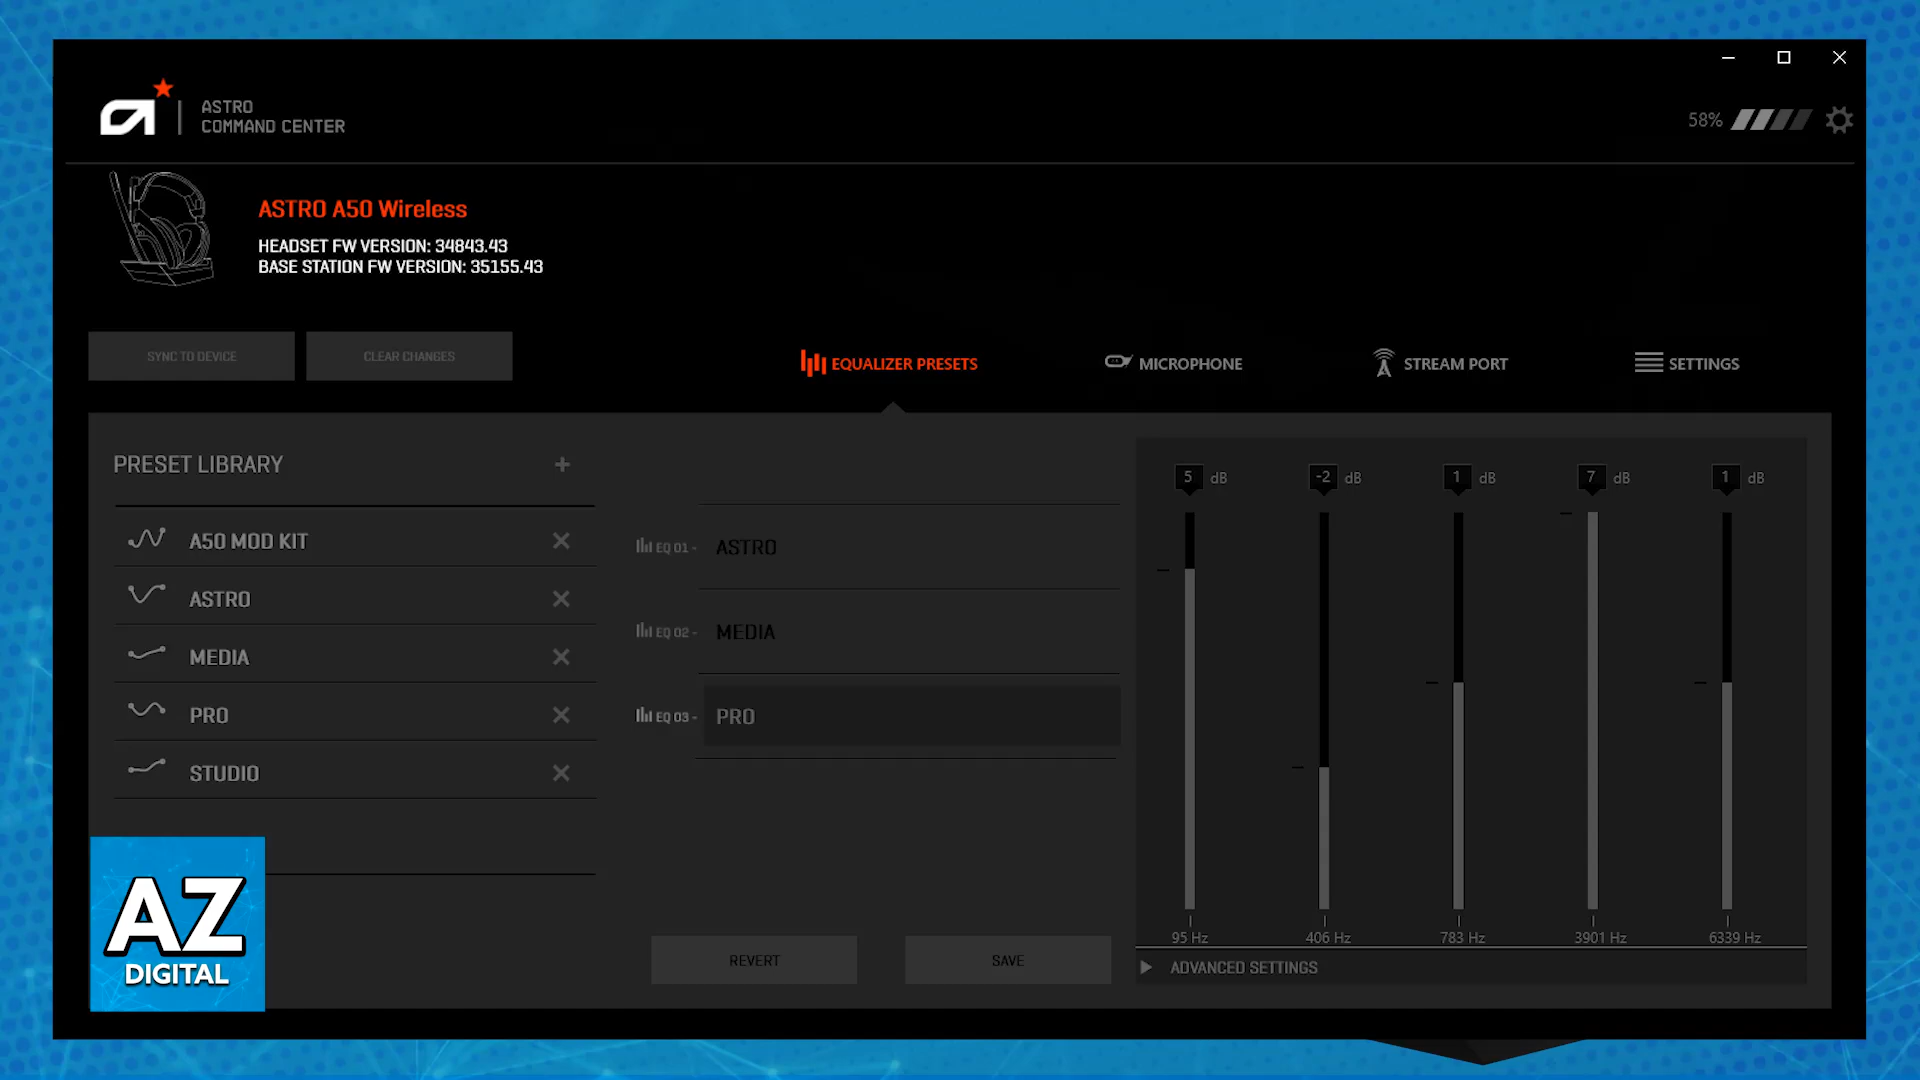 ASTRO
COMMAND CENTER
58%
ASTRO A50 Wireless
HEADSET FW VERSION: 34843.43
BASE STATION FW VERSION: 35155.43
SYNC TO DEVICE
CLEAR CHANGES
EQUALIZER PRESETS
MICROPHONE
STREAM PORT
SETTINGS
PRESET LIBRARY
A50 MOD KIT
ASTRO
MEDIA
PRO
STUDIO
EQ 01 - ASTRO
EQ 02 - MEDIA
EQ 03 - PRO
REVERT
SAVE
5 dB
-2 dB
1 dB
7 dB
1 dB
95 Hz
406 Hz
783 Hz
3901 Hz
6339 Hz
ADVANCED SETTINGS
AZ
DIGITAL